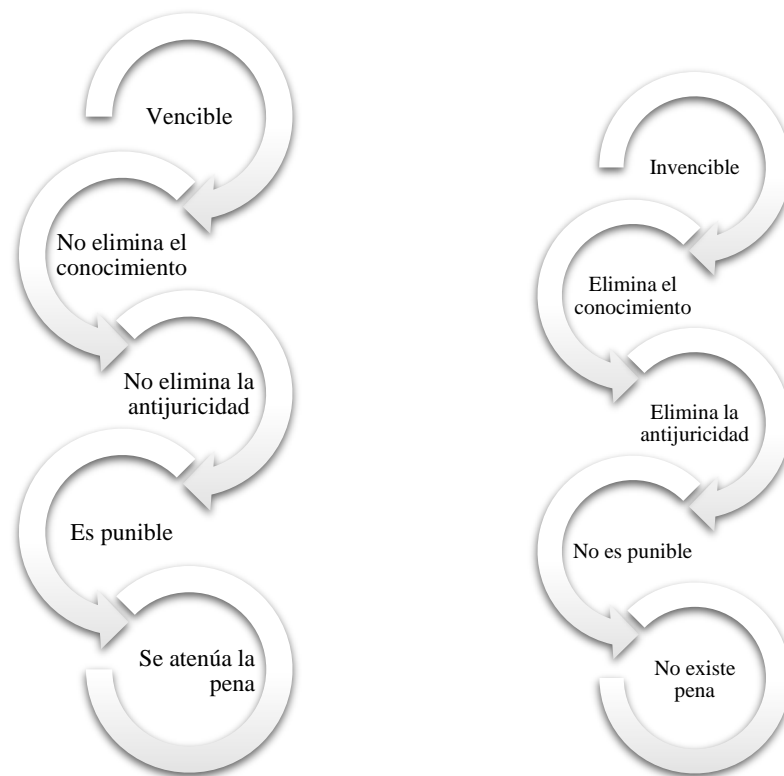 Vencible
No elimina el
conocimiento
No elimina la
antijuricidad
Es punible
Se atenúa la
pena
Invencible
Elimina el
conocimiento
Elimina la
antijuricidad
No es punible
No existe
pena